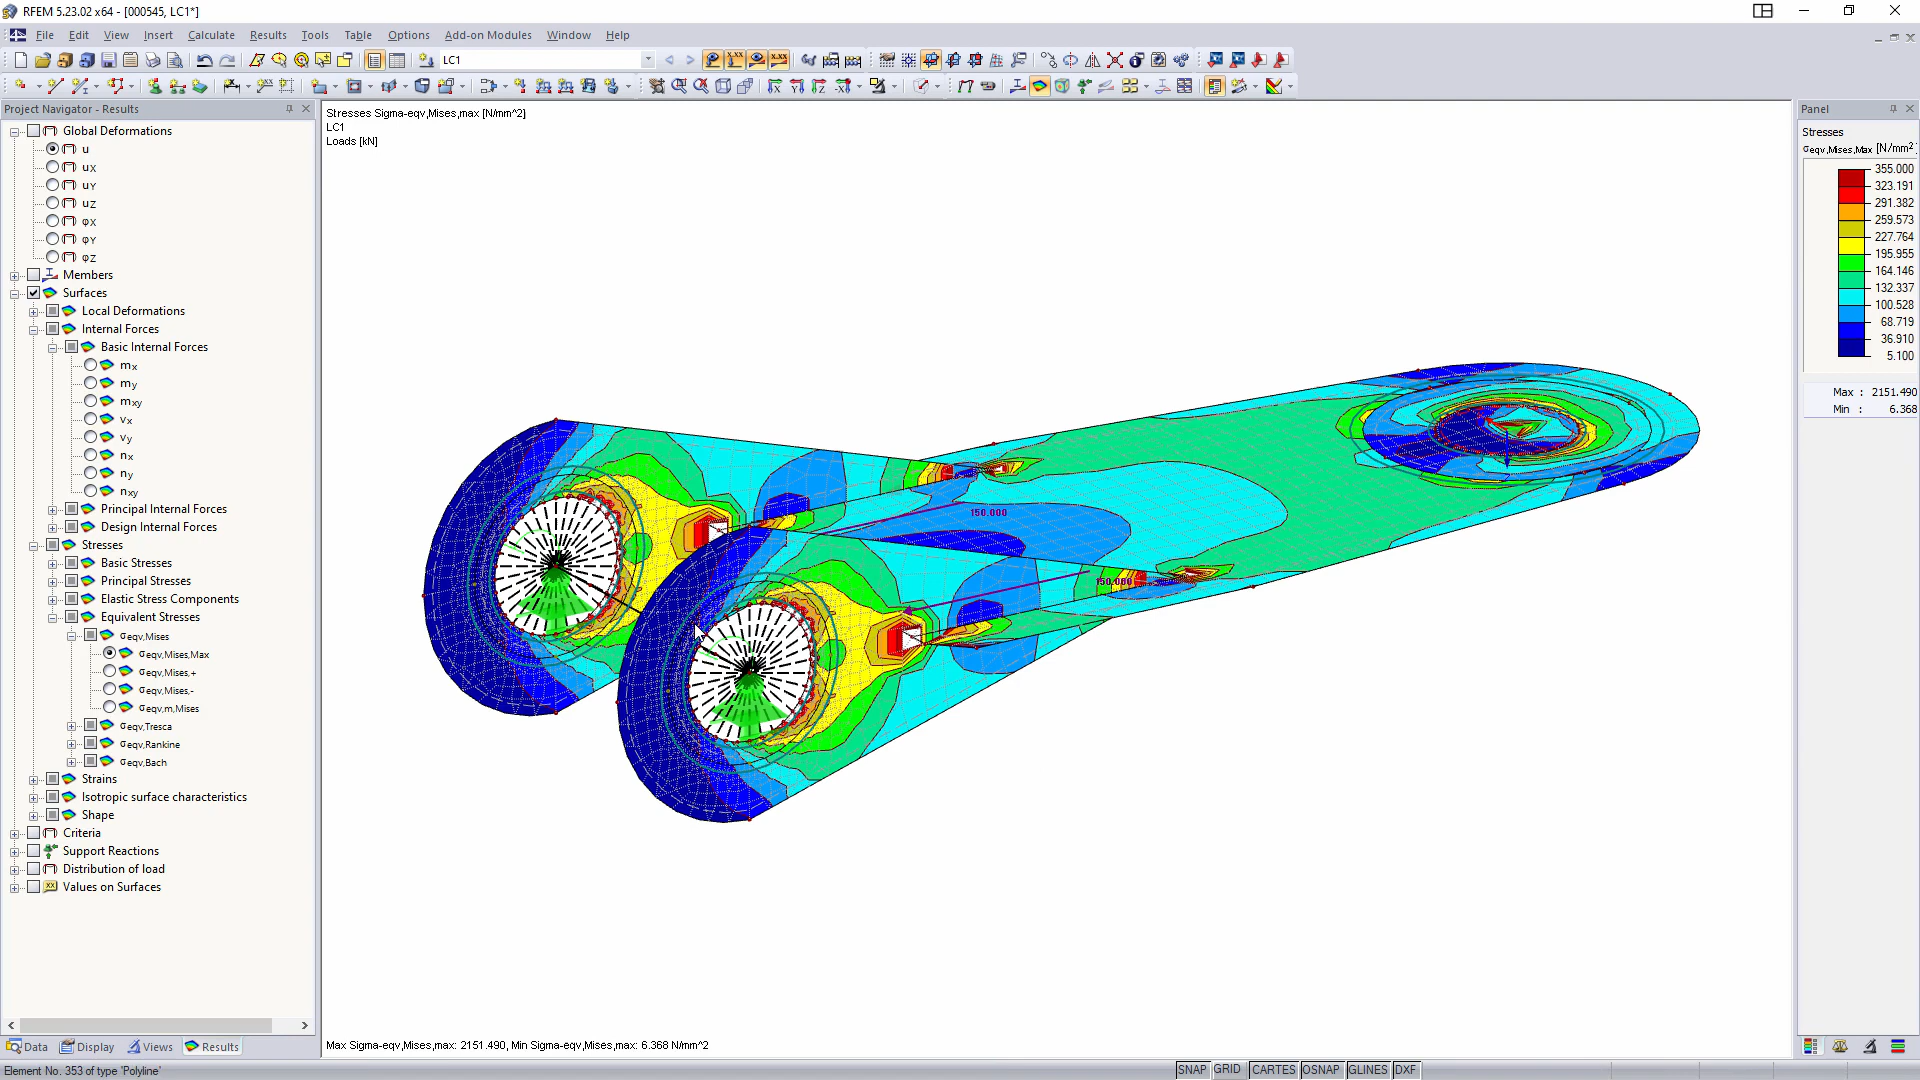 RFEM 5.23.02 x64 - [000545, LC1*]
File Edit View Insert Calculate Results Tools Table Options Add-on Modules Window Help
LC1
Project Navigator - Results
Global Deformations
u
uX
uY
uZ
φX
φY
φZ
Members
Surfaces
Local Deformations
Internal Forces
Basic Internal Forces
mx
my
mxy
vx
vy
nx
ny
nxy
Principal Internal Forces
Design Internal Forces
Stresses
Basic Stresses
Principal Stresses
Elastic Stress Components
Equivalent Stresses
σeqv,Mises
σeqv,Mises,Max
σeqv,Mises,+
σeqv,Mises,-
σeqv,m,Mises
σeqv,Tresca
σeqv,Rankine
σeqv,Bach
Strains
Isotropic surface characteristics
Shape
Criteria
Support Reactions
Distribution of load
Values on Surfaces
Data Display Views Results
Stresses Sigma-eqv,Mises,max [N/mm^2]
LC1
Loads [kN]
150.000
150.000
Max Sigma-eqv,Mises,max: 2151.490, Min Sigma-eqv,Mises,max: 6.368 N/mm^2
Panel
Stresses
σeqv,Mises,Max [N/mm^2
355.000
323.191
291.382
259.573
227.764
195.955
164.146
132.337
100.528
68.719
36.910
5.100
Max : 2151.490
Min : 6.368
Element No. 353 of type 'Polyline'
SNAP GRID CARTES OSNAP GLINES DXF